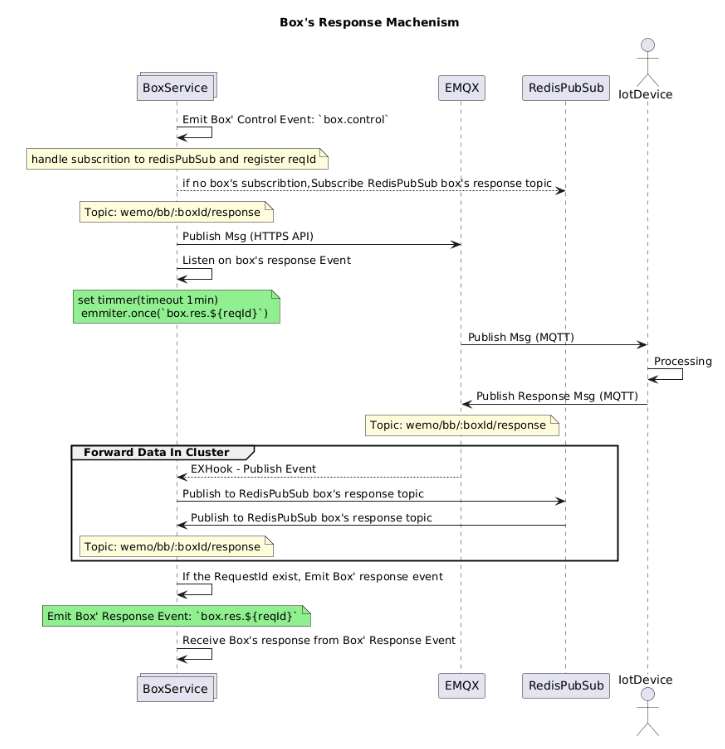 Box's Response Machenism
BoxService
EMQX
RedisPubSub
IotDevice
Emit Box' Control Event: `box.control`
handle subscrition to redisPubSub and register reqId
if no box's subscribtion,Subscribe RedisPubSub box's response topic
Topic: wemo/bb/:boxId/response
Publish Msg (HTTPS API)
Listen on box's response Event
set timmer(timeout 1min)
emmiter.once(`box.res.${reqId}`)
Publish Msg (MQTT)
Processing
Publish Response Msg (MQTT)
Topic: wemo/bb/:boxId/response
Forward Data In Cluster
EXHook - Publish Event
Publish to RedisPubSub box's response topic
Publish to RedisPubSub box's response topic
Topic: wemo/bb/:boxId/response
If the RequestId exist, Emit Box' response event
Emit Box' Response Event: `box.res.${reqId}`
Receive Box's response from Box' Response Event
BoxService
EMQX
RedisPubSub
IotDevice